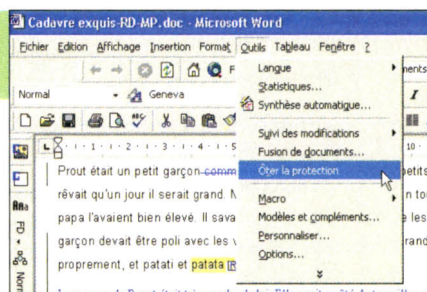 Cadavre exquis-RD-MP.doc - Microsoft Word
Fichier Edition Affichage Insertion Format Outils Tableau Fenêtre ?
Langue
Normal Geneva
Statistiques...
Synthèse automatique...
Suivi des modifications
Fusion de documents...
Ôter la protection
Macro
Modèles et compléments...
Personnaliser...
Options...
Prout était un petit garçon comm petits
rêvait qu'un jour il serait grand.
papa l'avaient bien élevé. Il sava les
garçon devait être poli avec les
proprement, et patati et patata